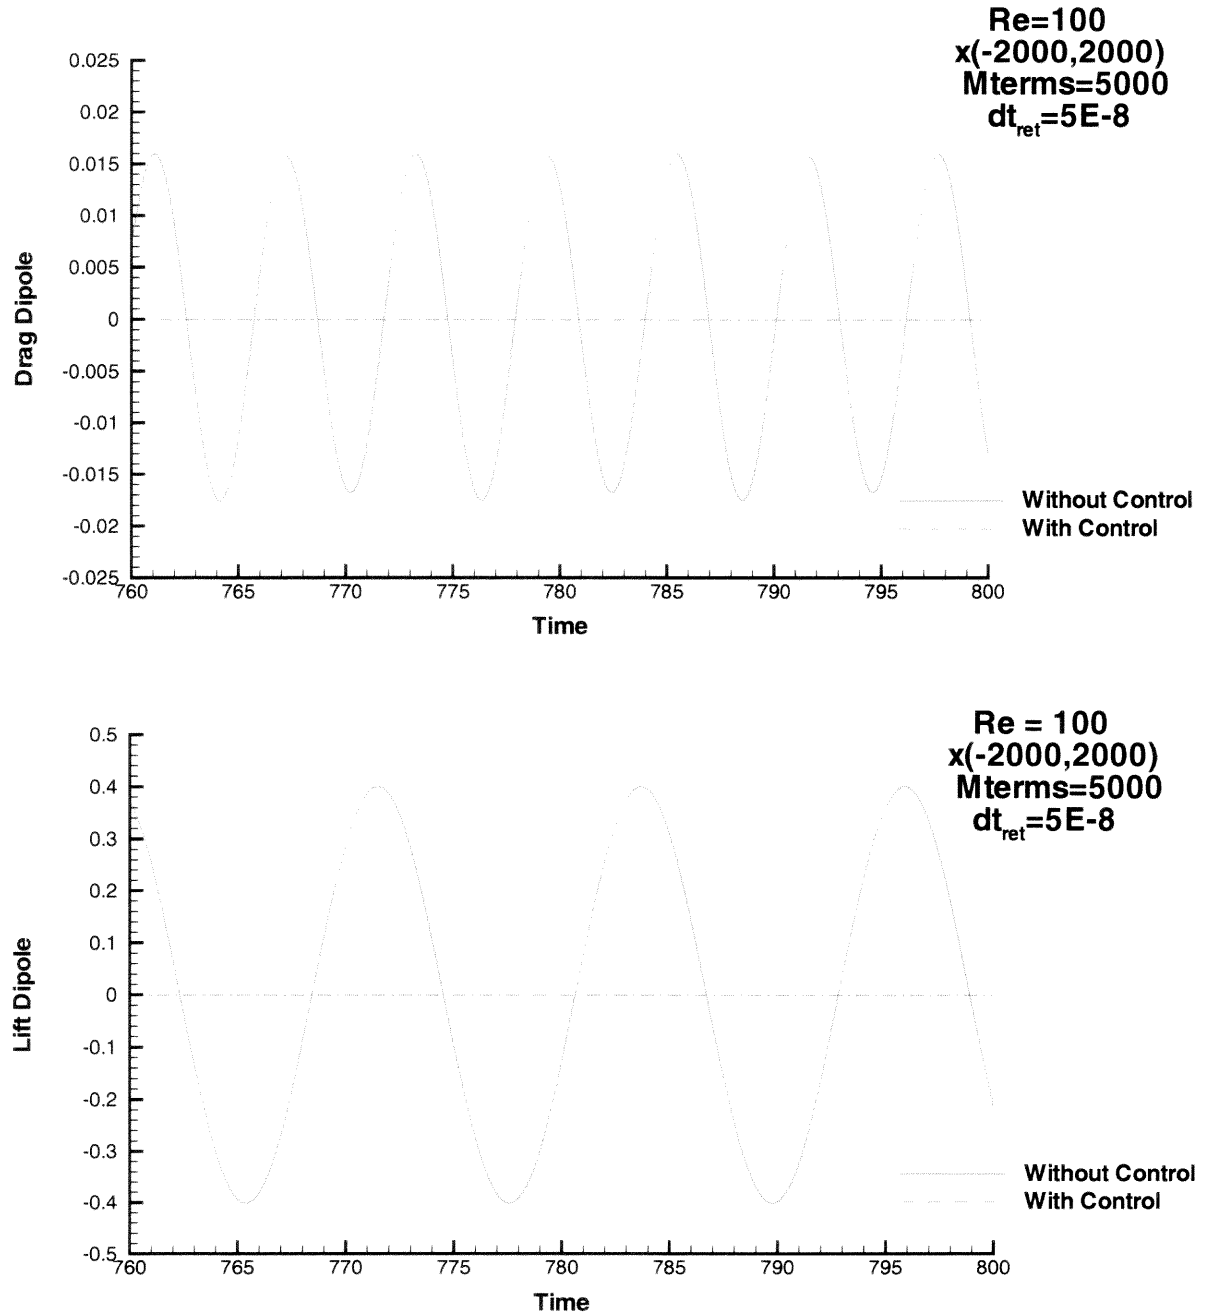 Re=100
x(-2000,2000)
Mterms=5000
dt_ret=5E-8
0.025
0.02
0.015
0.01
0.005
0
-0.005
-0.01
-0.015
-0.02
-0.025
Drag Dipole
Without Control
With Control
760 765 770 775 780 785 790 795 800
Time
Re = 100
x(-2000,2000)
Mterms=5000
dt_ret=5E-8
0.5
0.4
0.3
0.2
0.1
0
-0.1
-0.2
-0.3
-0.4
-0.5
Lift Dipole
Without Control
With Control
760 765 770 775 780 785 790 795 800
Time